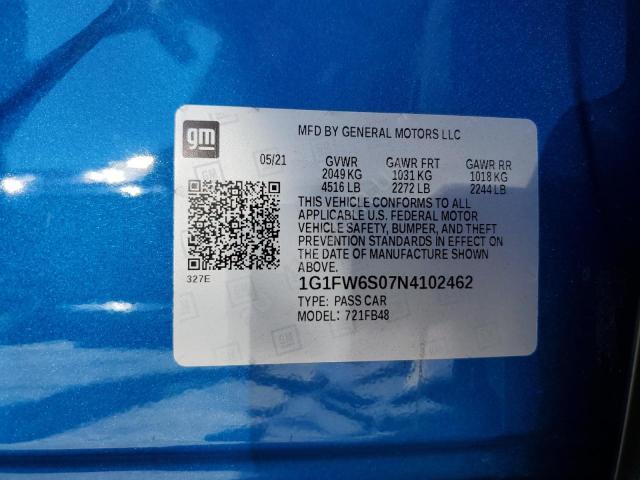 gm
MFD BY GENERAL MOTORS LLC
05/21 GVWR GAWR FRT GAWR RR
2049 KG 1031 KG 1018 KG
4516 LB 2272 LB 2244 LB
THIS VEHICLE CONFORMS TO ALL
APPLICABLE U.S. FEDERAL MOTOR
VEHICLE SAFETY, BUMPER, AND THEFT
PREVENTION STANDARDS IN EFFECT ON
THE DATE OF MANUFACTURE SHOWN
ABOVE.
327E
1G1FW6S07N4102462
TYPE: PASS CAR
MODEL: 721FB48